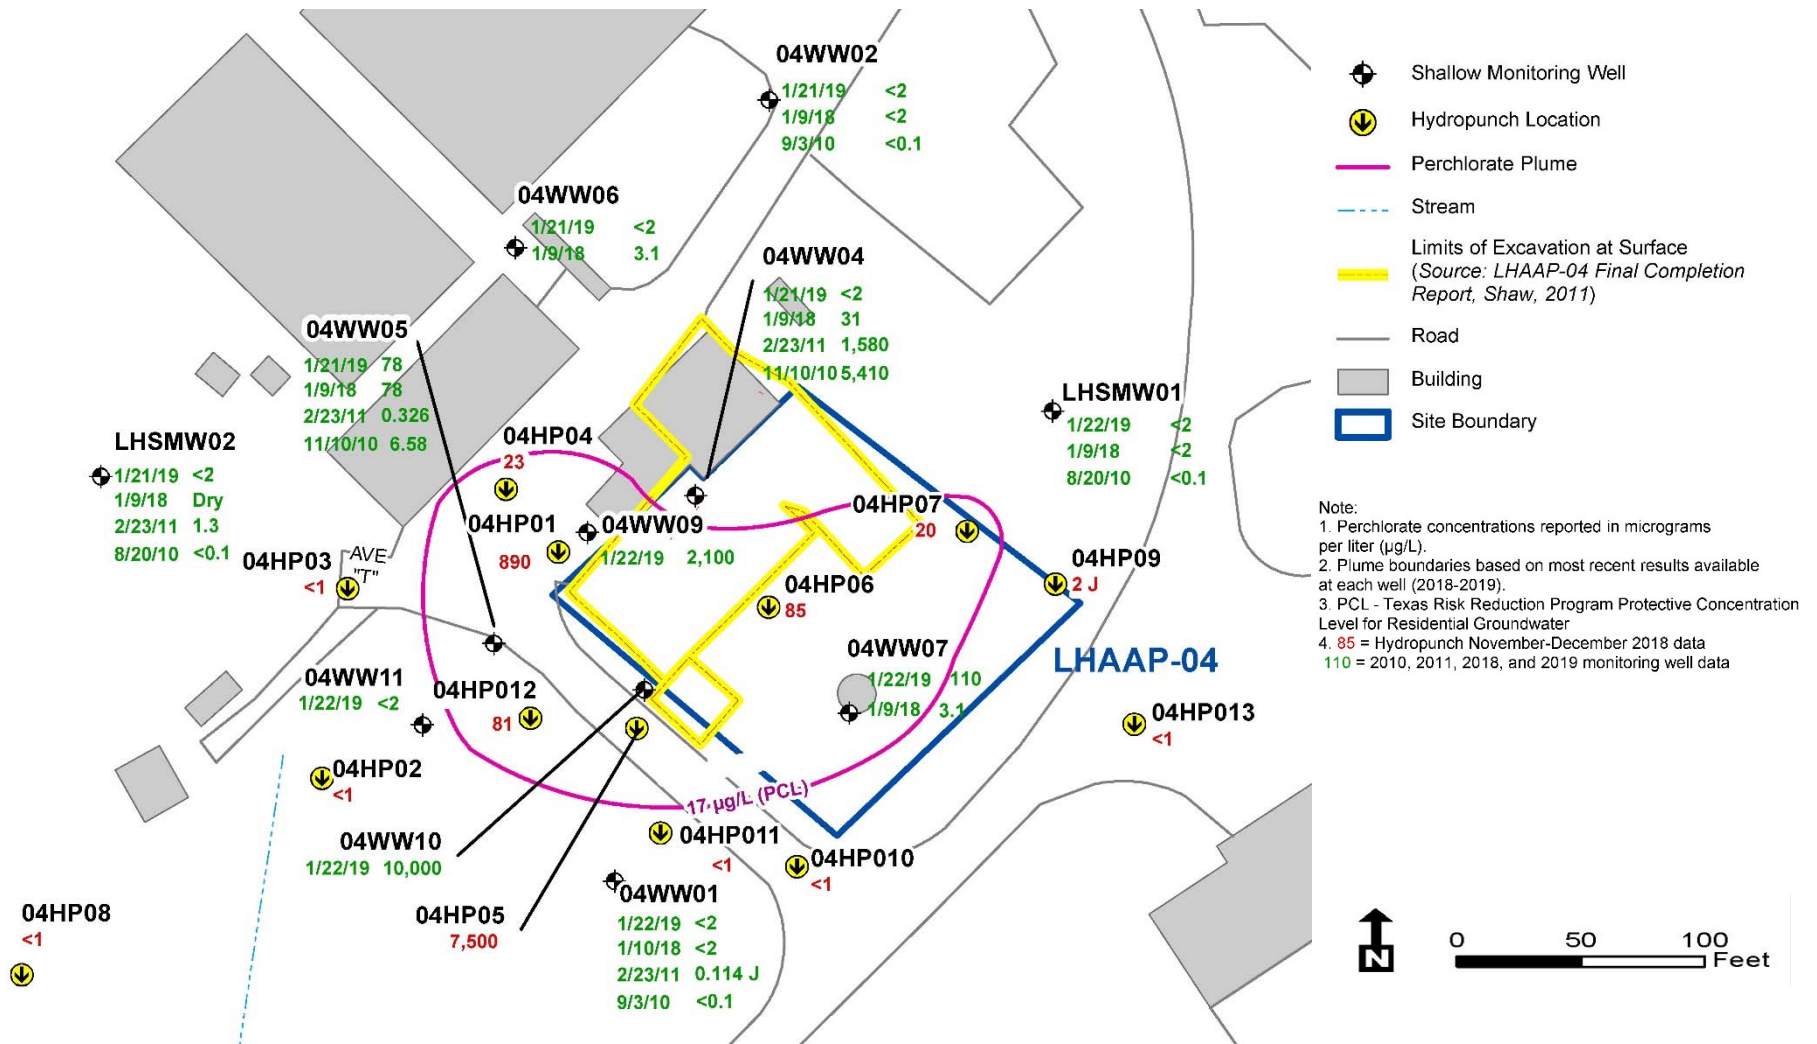 04WW02
1/21/19 <2
1/9/18 <2
9/3/10 <0.1
04WW06
1/21/19 <2
1/9/18 3.1
04WW04
1/21/19 <2
1/9/18 31
2/23/11 1,580
11/10/10 5,410
04WW05
1/21/19 78
1/9/18 78
2/23/11 0.326
11/10/10 6.58
LHSMW01
1/22/19 <2
1/9/18 <2
8/20/10 <0.1
LHSMW02
1/21/19 <2
1/9/18 Dry
2/23/11 1.3
8/20/10 <0.1
04HP04
23
04HP01
890
04WW09
1/22/19 2,100
04HP07
20
04HP03
<1
AVE
"T"
04HP09
2 J
04HP06
85
04WW07
1/22/19 110
1/9/18 3.1
LHAAP-04
04WW11
1/22/19 <2
04HP012
81
04HP013
<1
04HP02
<1
17 µg/L (PCL)
04WW10
1/22/19 10,000
04HP011
<1
04HP010
<1
04HP05
7,500
04WW01
1/22/19 <2
1/10/18 <2
2/23/11 0.114 J
9/3/10 <0.1
04HP08
<1
Shallow Monitoring Well
Hydropunch Location
Perchlorate Plume
Stream
Limits of Excavation at Surface
(Source: LHAAP-04 Final Completion
Report, Shaw, 2011)
Road
Building
Site Boundary
Note:
1. Perchlorate concentrations reported in micrograms
per liter (µg/L).
2. Plume boundaries based on most recent results available
at each well (2018-2019).
3. PCL - Texas Risk Reduction Program Protective Concentration
Level for Residential Groundwater
4. 85 = Hydropunch November-December 2018 data
110 = 2010, 2011, 2018, and 2019 monitoring well data
N
0 50 100
Feet